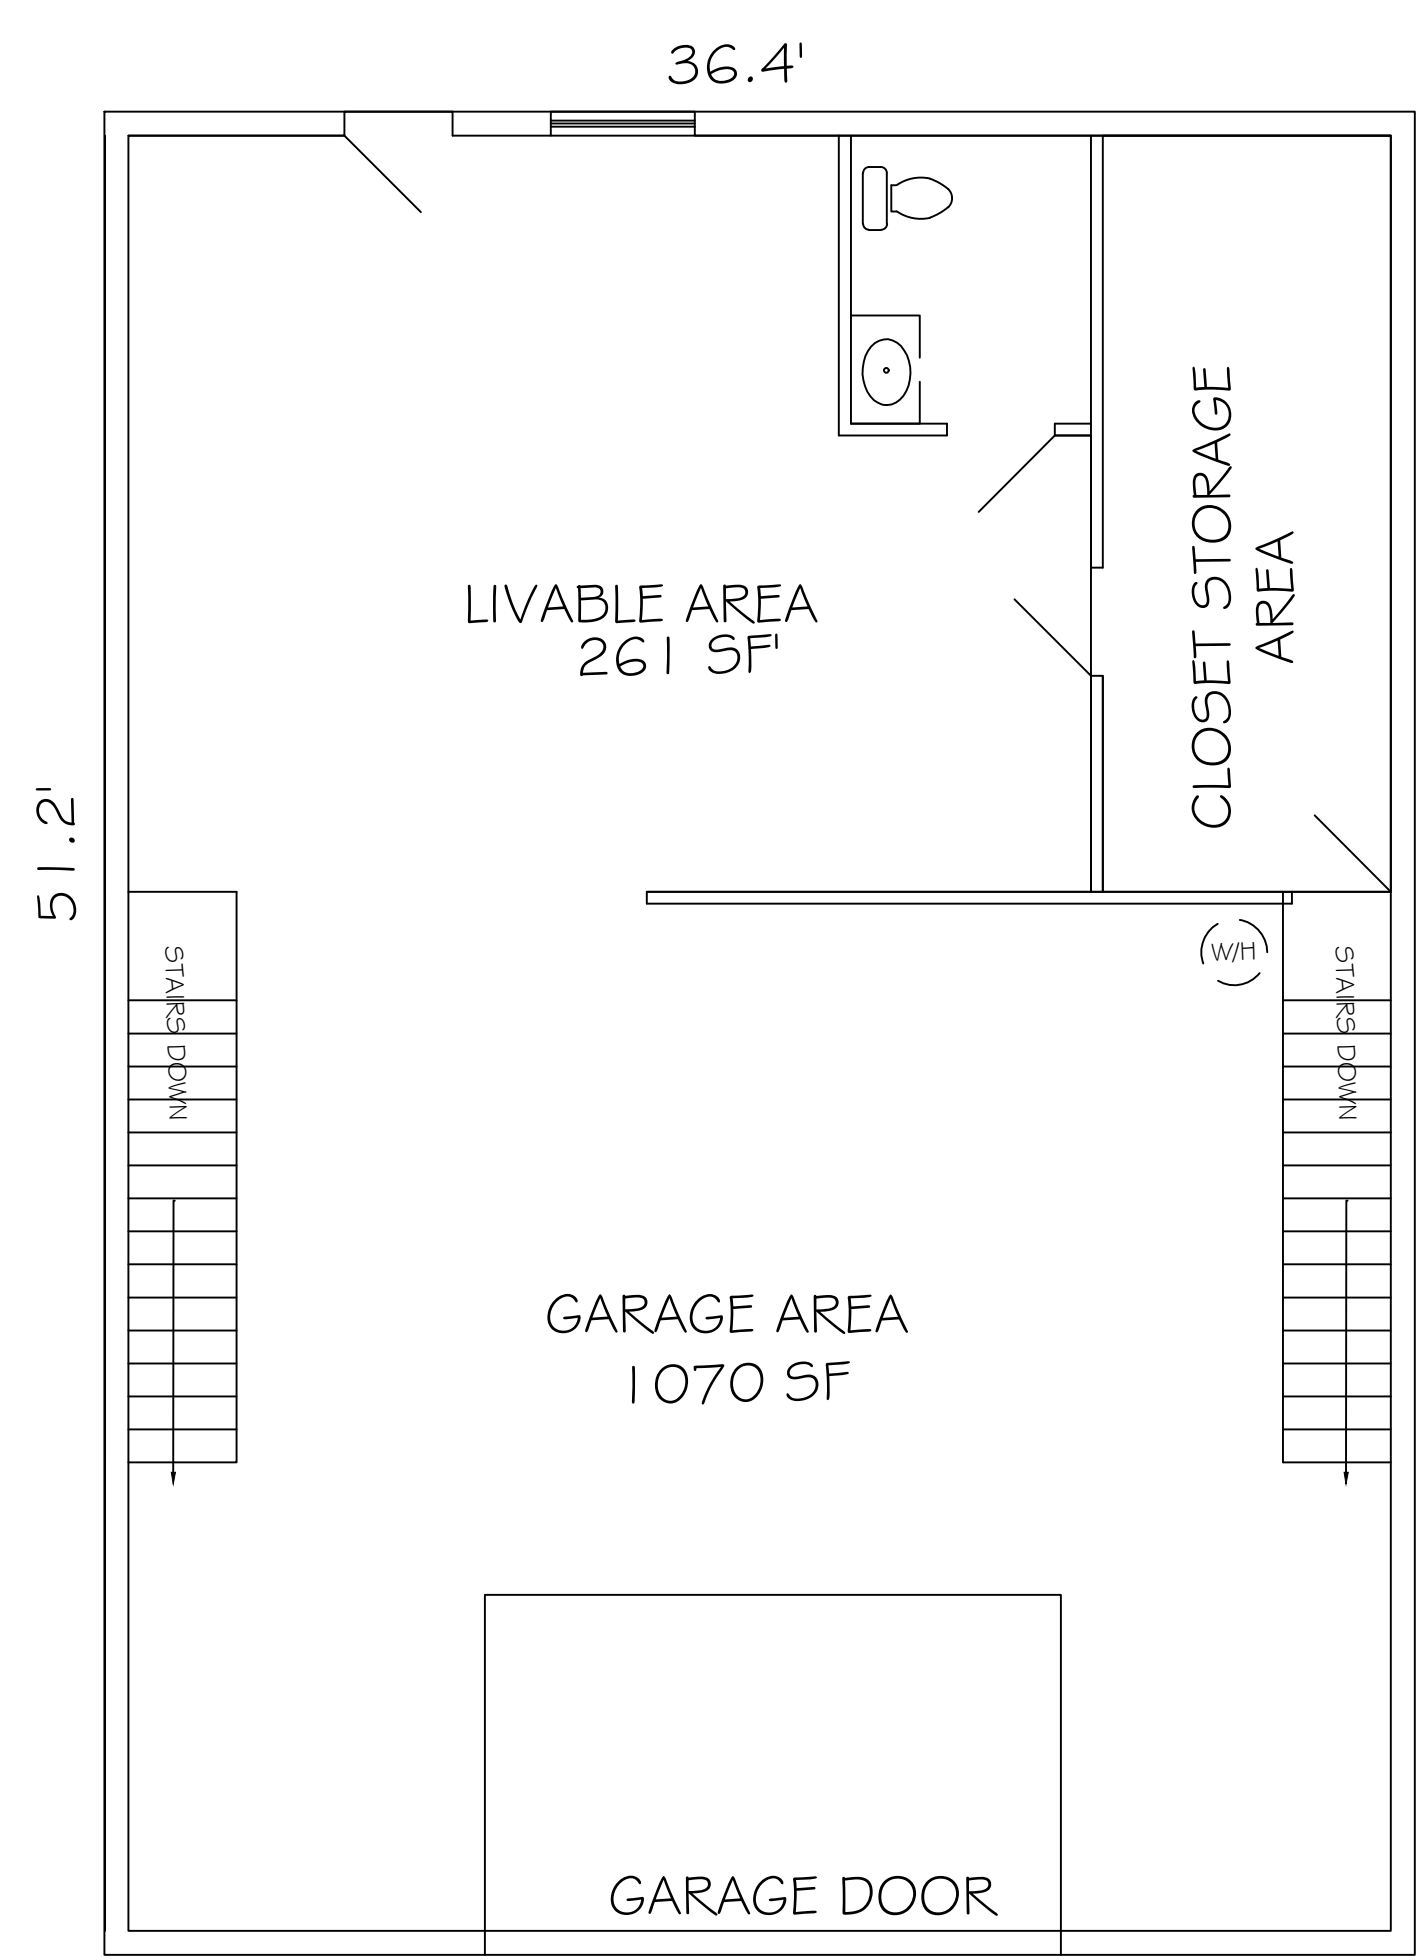 36.4'
LIVABLE AREA
261 SF'
CLOSET STORAGE
AREA
51.2'
STAIRS DOWN
W/H
STAIRS DOWN
GARAGE AREA
1070 SF
GARAGE DOOR